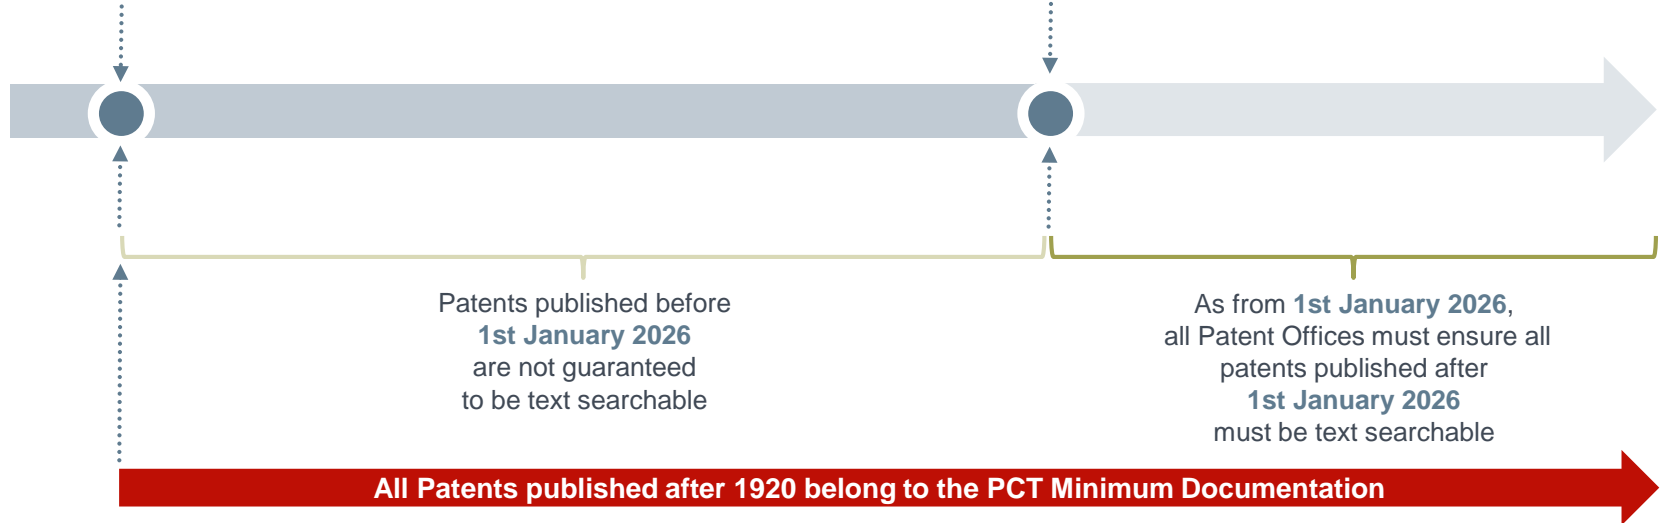 Patents published before
1st January 2026
are not guaranteed
to be text searchable
As from 1st January 2026,
all Patent Offices must ensure all
patents published after
1st January 2026
must be text searchable
All Patents published after 1920 belong to the PCT Minimum Documentation